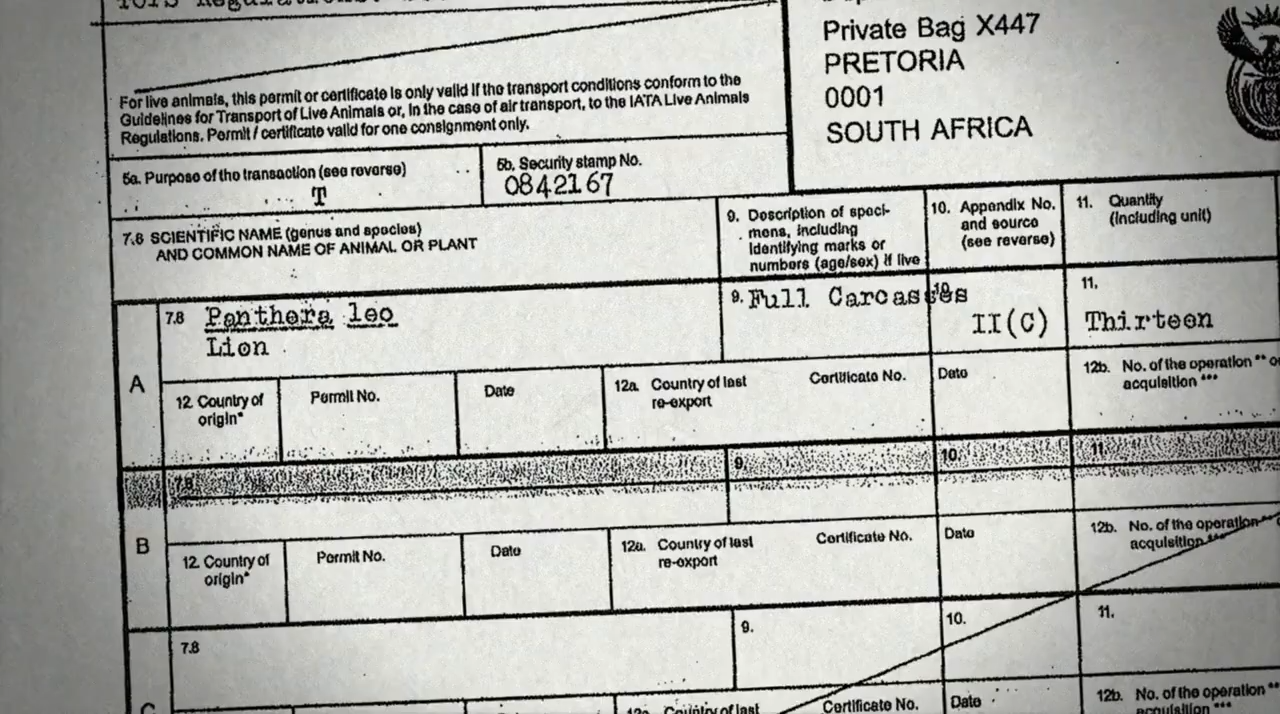 For live animals, this permit or certificate is only valid if the transport conditions conform to the
Guidelines for Transport of Live Animals or, in the case of air transport, to the IATA Live Animals
Regulations. Permit / certificate valid for one consignment only.
Private Bag X447
PRETORIA
0001
SOUTH AFRICA
5a. Purpose of the transaction (see reverse)
T
5b. Security stamp No.
0842167
7.8 SCIENTIFIC NAME (genus and species)
AND COMMON NAME OF ANIMAL OR PLANT
9. Description of speci-
mens, including
identifying marks or
numbers (age/sex) if live
10. Appendix No.
and source
(see reverse)
11. Quantity
(including unit)
A
7.8 Panthera leo
Lion
9. Full Carcasses
10.
II(C)
11.
Thirteen
12. Country of
origin*
Permit No.
Date
12a. Country of last
re-export
Certificate No.
Date
12b. No. of the operation ** or
acquisition ***
B
7.8
9.
10.
11.
12. Country of
origin*
Permit No.
Date
12a. Country of last
re-export
Certificate No.
Date
12b. No. of the operation **
acquisition ***
C
7.8
9.
10.
11.
12a. Country of last
Certificate No.
Date
12b. No. of the operation **
acquisition ***